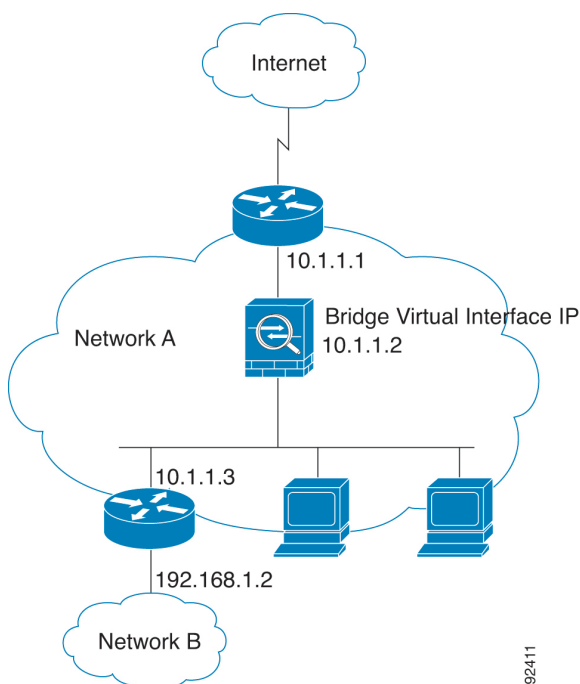 Internet
10.1.1.1
Bridge Virtual Interface IP
10.1.1.2
Network A
10.1.1.3
192.168.1.2
Network B
92411